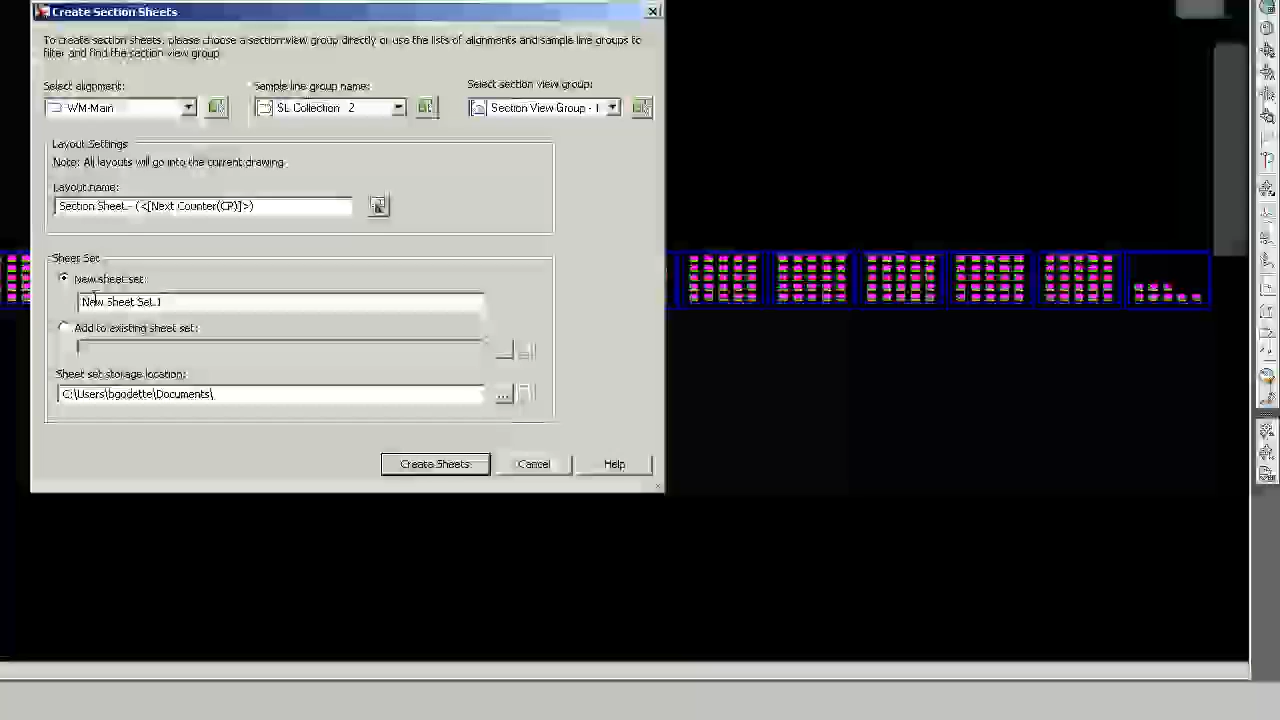 Create Section Sheets
To create section sheets, please choose a section view group directly or use the lists of alignments and sample line groups to
filter and find the section view group
Select alignment:
Sample line group name:
Select section view group:
WM-Main
SL Collection 2
Section View Group - 1
Layout Settings
Note: All layouts will go into the current drawing.
Layout name:
Section Sheet - (<[Next Counter(CP)]>)
Sheet Set
New sheet set:
New Sheet Set 1
Add to existing sheet set:
Sheet set storage location:
C:\Users\bgodette\Documents\
...
Create Sheets
Cancel
Help